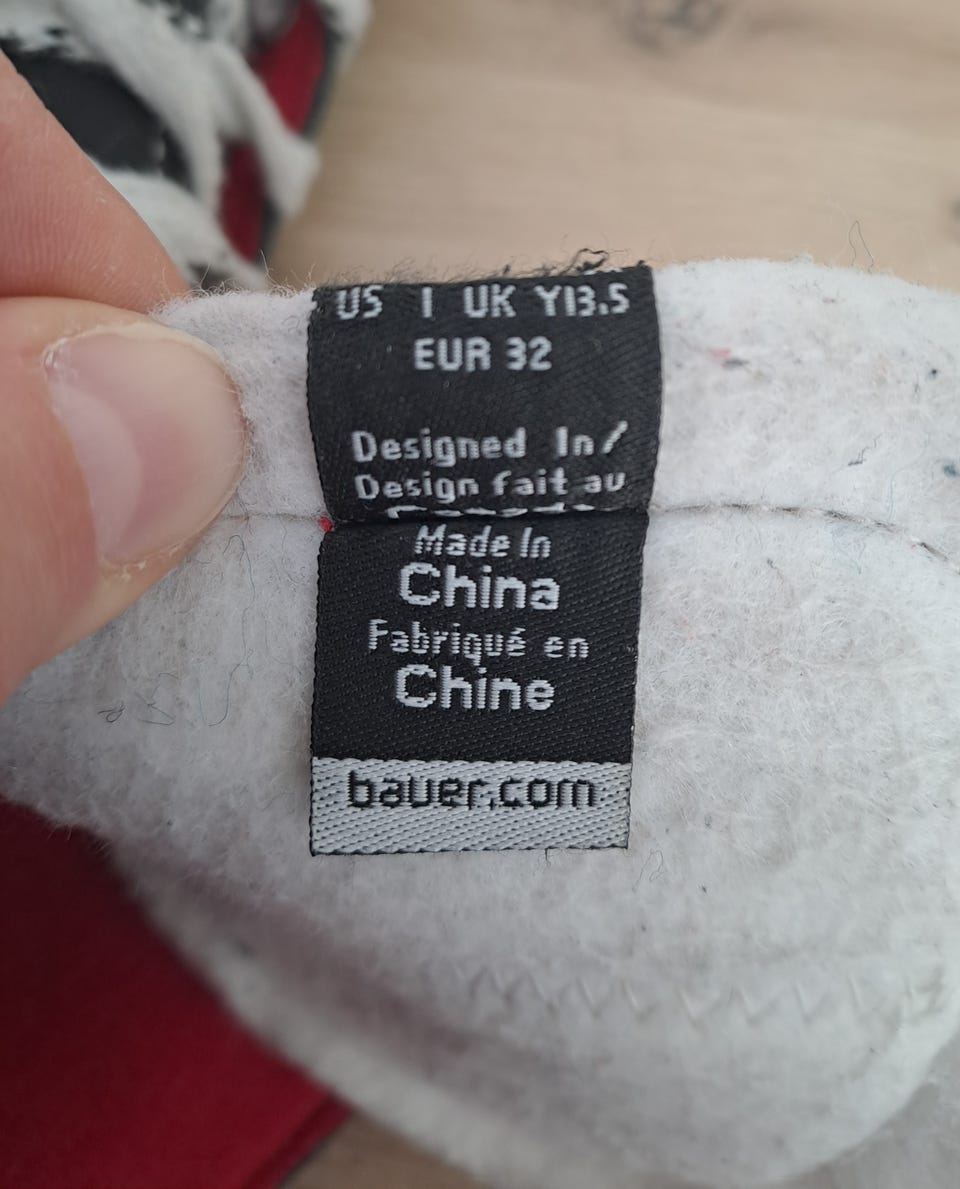 US 1 UK Y13.5
EUR 32
Designed In/
Design fait au
Made In
China
Fabriqué en
Chine
bauer.com